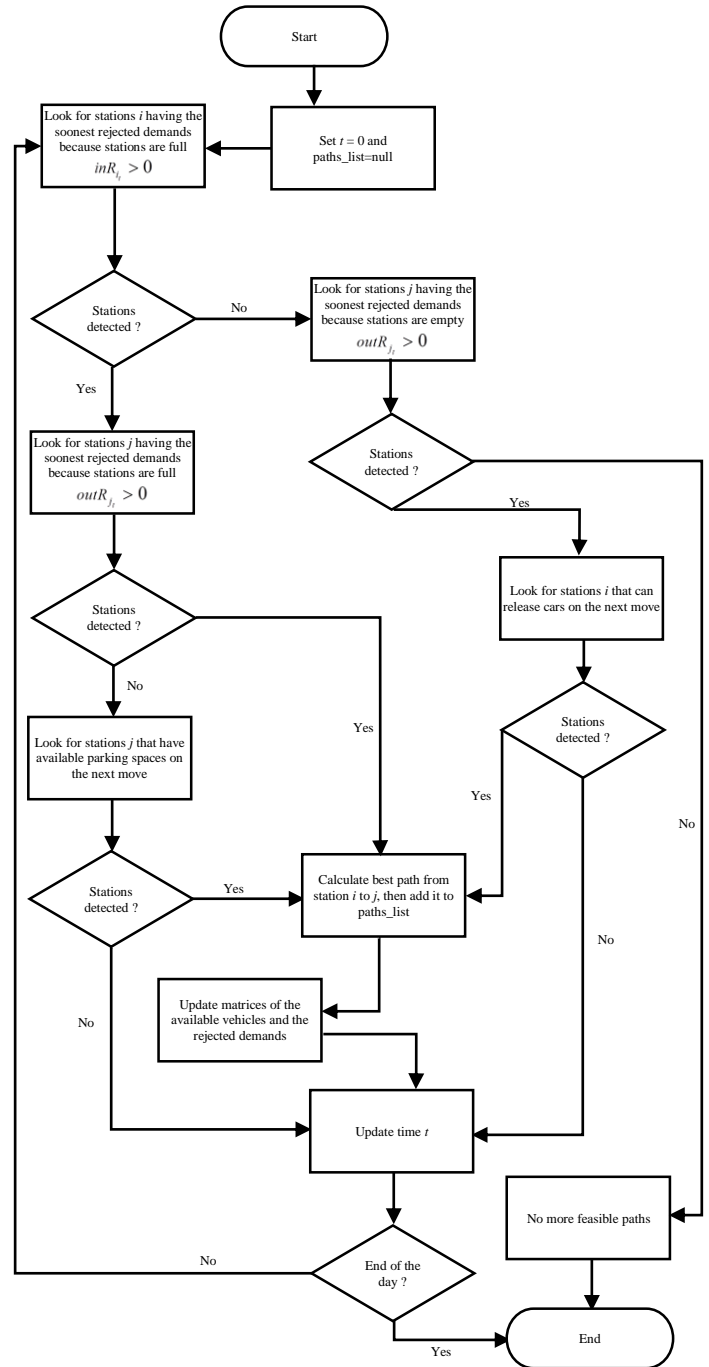 Start
Set t = 0 and
paths_list=null
Look for stations i having the
soonest rejected demands
because stations are full
inR_{i_t} > 0
Stations
detected ?
No
Look for stations j having the
soonest rejected demands
because stations are empty
outR_{j_t} > 0
Yes
Look for stations j having the
soonest rejected demands
because stations are full
outR_{j_t} > 0
Stations
detected ?
Yes
Look for stations i that can
release cars on the next move
Stations
detected ?
No
Yes
Look for stations j that have
available parking spaces on
the next move
Stations
detected ?
Yes
No
Stations
detected ?
Yes
Calculate best path from
station i to j, then add it to
paths_list
No
No
Update matrices of the
available vehicles and the
rejected demands
Update time t
No more feasible paths
No
End of the
day ?
Yes
End